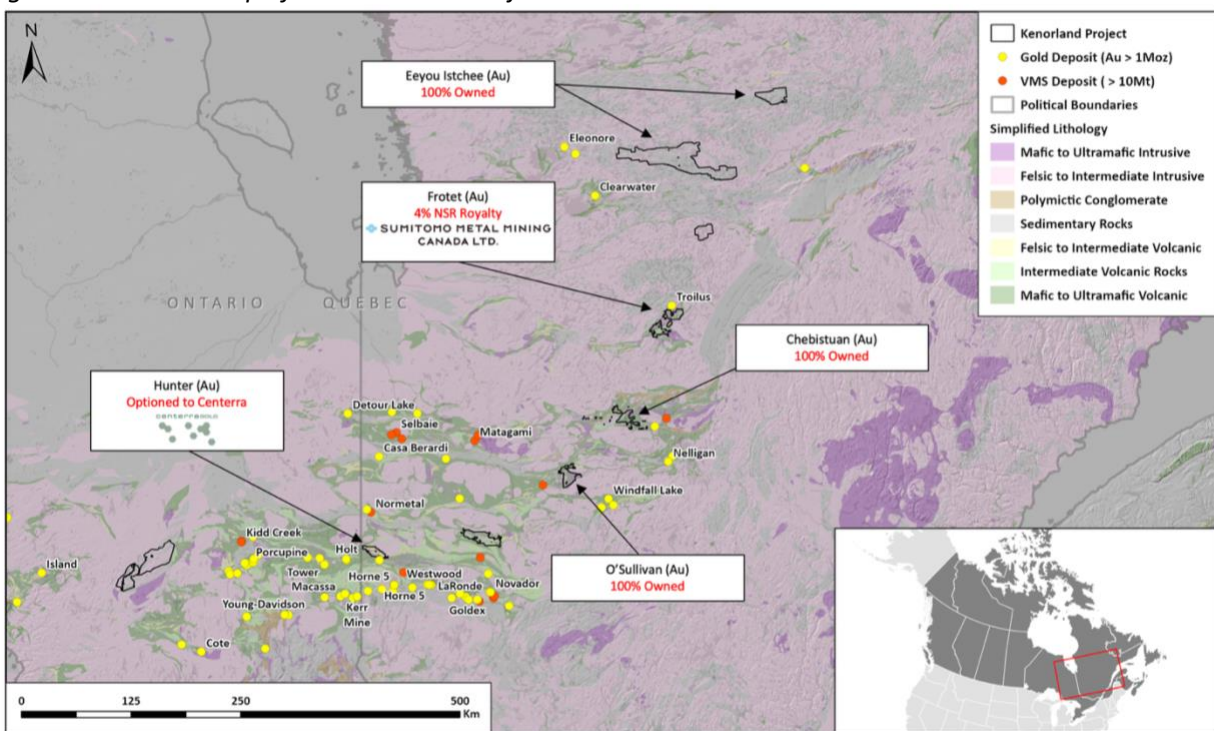 N
Eeyou Istchee (Au)
100% Owned
Eleonore
Clearwater
Frotet (Au)
4% NSR Royalty
SUMITOMO METAL MINING
CANADA LTD.
ONTARIO
QUÉBEC
Troilus
Chebistuan (Au)
100% Owned
Hunter (Au)
Optioned to Centerra
centerraGOLD
Detour Lake
Selbaie
Matagami
Casa Berardi
Nelligan
Windfall Lake
Normetal
Kidd Creek
Porcupine
Holt
Island
Tower
Horne 5
Westwood
Novador
Macassa
LaRonde
Horne 5
Young-Davidson
Kerr
Mine
Goldex
Cote
O'Sullivan (Au)
100% Owned
Kenorland Project
Gold Deposit (Au > 1Moz)
VMS Deposit ( > 10Mt)
Political Boundaries
Simplified Lithology
Mafic to Ultramafic Intrusive
Felsic to Intermediate Intrusive
Polymictic Conglomerate
Sedimentary Rocks
Felsic to Intermediate Volcanic
Intermediate Volcanic Rocks
Mafic to Ultramafic Volcanic
0 125 250 500
Km